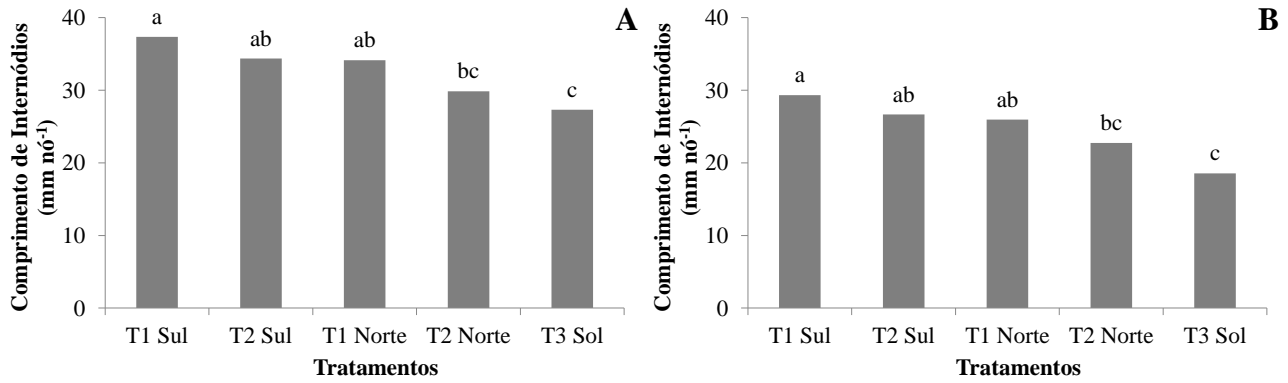 A
Comprimento de Internódios
(mm nó⁻¹)
40
30
20
10
0
a
ab
ab
bc
c
T1 Sul
T2 Sul
T1 Norte
T2 Norte
T3 Sol
Tratamentos
B
Comprimento de Internódios
(mm nó⁻¹)
40
30
20
10
0
a
ab
ab
bc
c
T1 Sul
T2 Sul
T1 Norte
T2 Norte
T3 Sol
Tratamentos